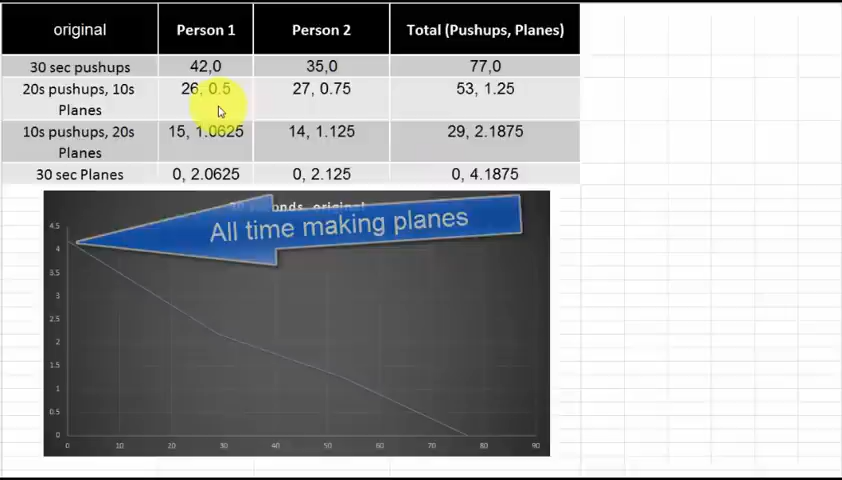 original Person 1 Person 2 Total (Pushups, Planes)
30 sec pushups 42,0 35,0 77,0
20s pushups, 10s 26, 0.5 27, 0.75 53, 1.25
Planes
10s pushups, 20s 15, 1.0625 14, 1.125 29, 2.1875
Planes
30 sec Planes 0, 2.0625 0, 2.125 0, 4.1875
original
All time making planes
4.5
4
3.5
3
2.5
2
1.5
1
0.5
0
0 10 20 30 40 50 60 70 80 90